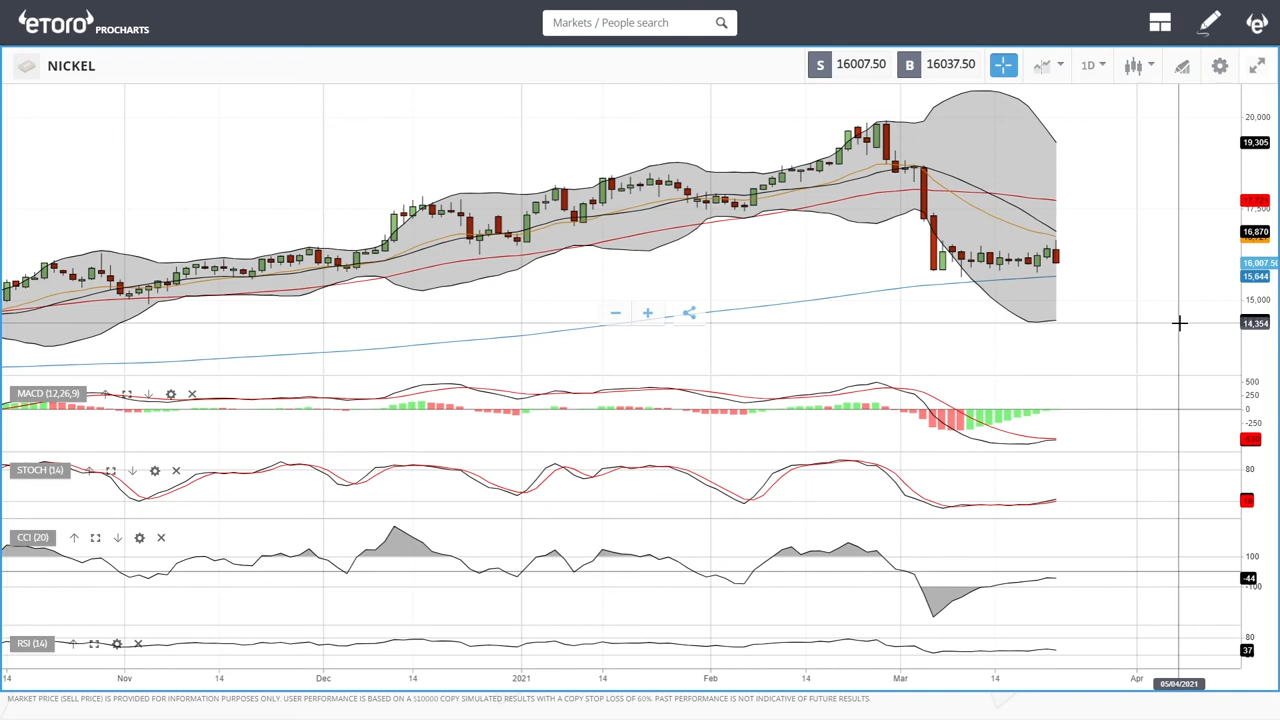 eToro PROCHARTS
Markets / People search
NICKEL
S 16007.50 B 16037.50
1D
20,000
19,305
17,500
16,870
16,007.50
15,644
15,000
14,354
MACD (12,26,9)
500
250
0
-250
STOCH (14)
80
CCI (20)
100
-44
-100
RSI (14)
80
37
14 Nov 14 Dec 14 2021 14 Feb 14 Mar 14 Apr
05/04/2021
MARKET PRICE (SELL PRICE) IS PROVIDED FOR INFORMATION PURPOSES ONLY. USER PERFORMANCE IS BASED ON A $10000 COPY SIMULATED RESULTS WITH A COPY STOP LOSS OF 60%. PAST PERFORMANCE IS NOT INDICATIVE OF FUTURE RESULTS.